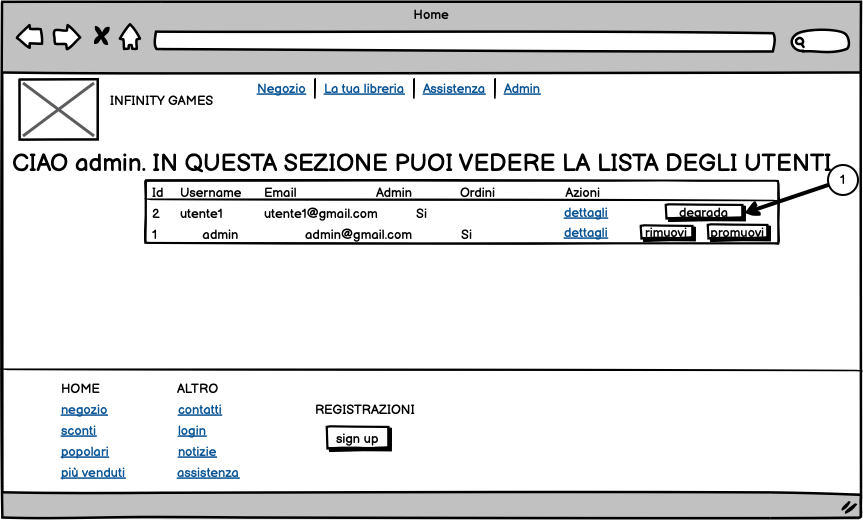 Home
INFINITY GAMES
Negozio La tua libreria Assistenza Admin
CIAO admin. IN QUESTA SEZIONE PUOI VEDERE LA LISTA DEGLI UTENTI
1
Id Username Email Admin Ordini Azioni
2 utente1 utente1@gmail.com Si dettagli degrada
1 admin admin@gmail.com Si dettagli rimuovi promuovi
HOME ALTRO
negozio contatti REGISTRAZIONI
sconti login sign up
popolari notizie
più venduti assistenza